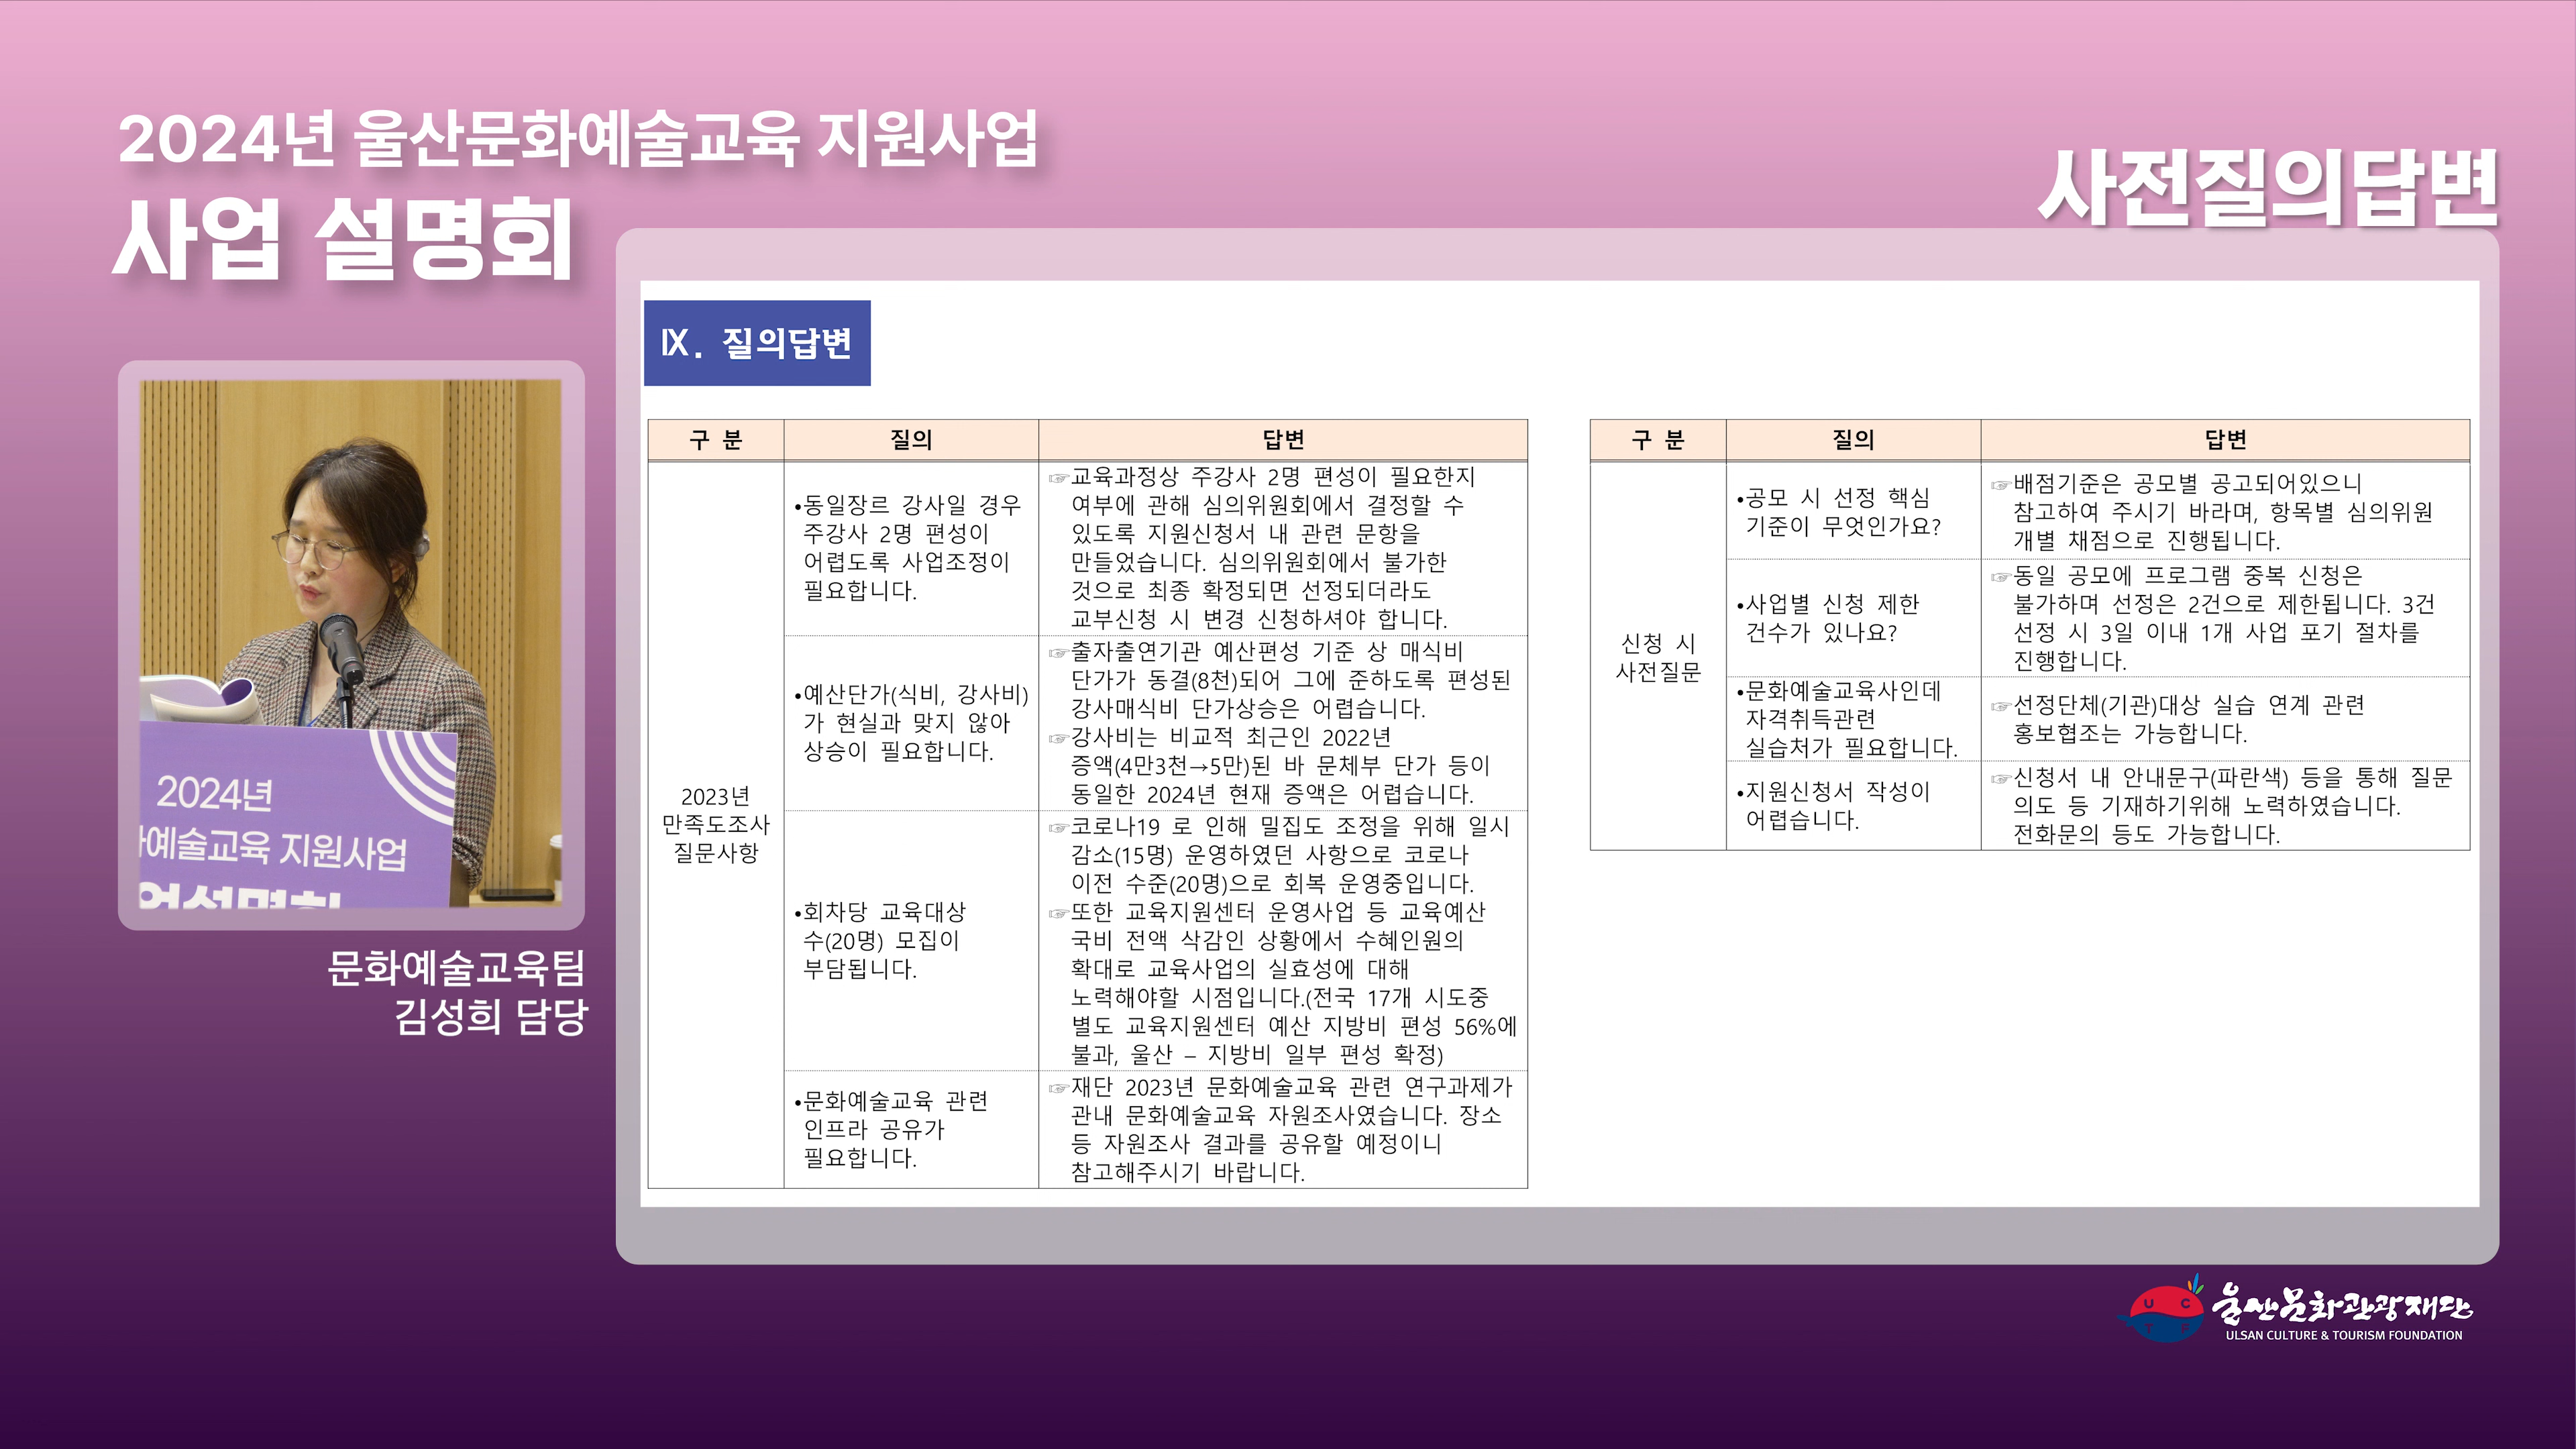 2024년 울산문화예술교육 지원사업
사업 설명회
사전질의답변
2024년
예술교육 지원사업
문화예술교육팀
김성희 담당
Ⅸ. 질의답변
구 분 질의 답변
2023년
만족도조사
질문사항
•동일장르 강사일 경우
주강사 2명 편성이
어렵도록 사업조정이
필요합니다.
☞교육과정상 주강사 2명 편성이 필요한지
여부에 관해 심의위원회에서 결정할 수
있도록 지원신청서 내 관련 문항을
만들었습니다. 심의위원회에서 불가한
것으로 최종 확정되면 선정되더라도
교부신청 시 변경 신청하셔야 합니다.
•예산단가(식비, 강사비)
가 현실과 맞지 않아
상승이 필요합니다.
☞출자출연기관 예산편성 기준 상 매식비
단가가 동결(8천)되어 그에 준하도록 편성된
강사매식비 단가상승은 어렵습니다.
☞강사비는 비교적 최근인 2022년
증액(4만3천→5만)된 바 문체부 단가 등이
동일한 2024년 현재 증액은 어렵습니다.
•회차당 교육대상
수(20명) 모집이
부담됩니다.
☞코로나19 로 인해 밀집도 조정을 위해 일시
감소(15명) 운영하였던 사항으로 코로나
이전 수준(20명)으로 회복 운영중입니다.
☞또한 교육지원센터 운영사업 등 교육예산
국비 전액 삭감인 상황에서 수혜인원의
확대로 교육사업의 실효성에 대해
노력해야할 시점입니다.(전국 17개 시도중
별도 교육지원센터 예산 지방비 편성 56%에
불과, 울산 – 지방비 일부 편성 확정)
•문화예술교육 관련
인프라 공유가
필요합니다.
☞재단 2023년 문화예술교육 관련 연구과제가
관내 문화예술교육 자원조사였습니다. 장소
등 자원조사 결과를 공유할 예정이니
참고해주시기 바랍니다.
구 분 질의 답변
신청 시
사전질문
•공모 시 선정 핵심
기준이 무엇인가요?
☞배점기준은 공모별 공고되어있으니
참고하여 주시기 바라며, 항목별 심의위원
개별 채점으로 진행됩니다.
•사업별 신청 제한
건수가 있나요?
☞동일 공모에 프로그램 중복 신청은
불가하며 선정은 2건으로 제한됩니다. 3건
선정 시 3일 이내 1개 사업 포기 절차를
진행합니다.
•문화예술교육사인데
자격취득관련
실습처가 필요합니다.
☞선정단체(기관)대상 실습 연계 관련
홍보협조는 가능합니다.
•지원신청서 작성이
어렵습니다.
☞신청서 내 안내문구(파란색) 등을 통해 질문
의도 등 기재하기위해 노력하였습니다.
전화문의 등도 가능합니다.
U C
T F
울산문화관광재단
ULSAN CULTURE & TOURISM FOUNDATION